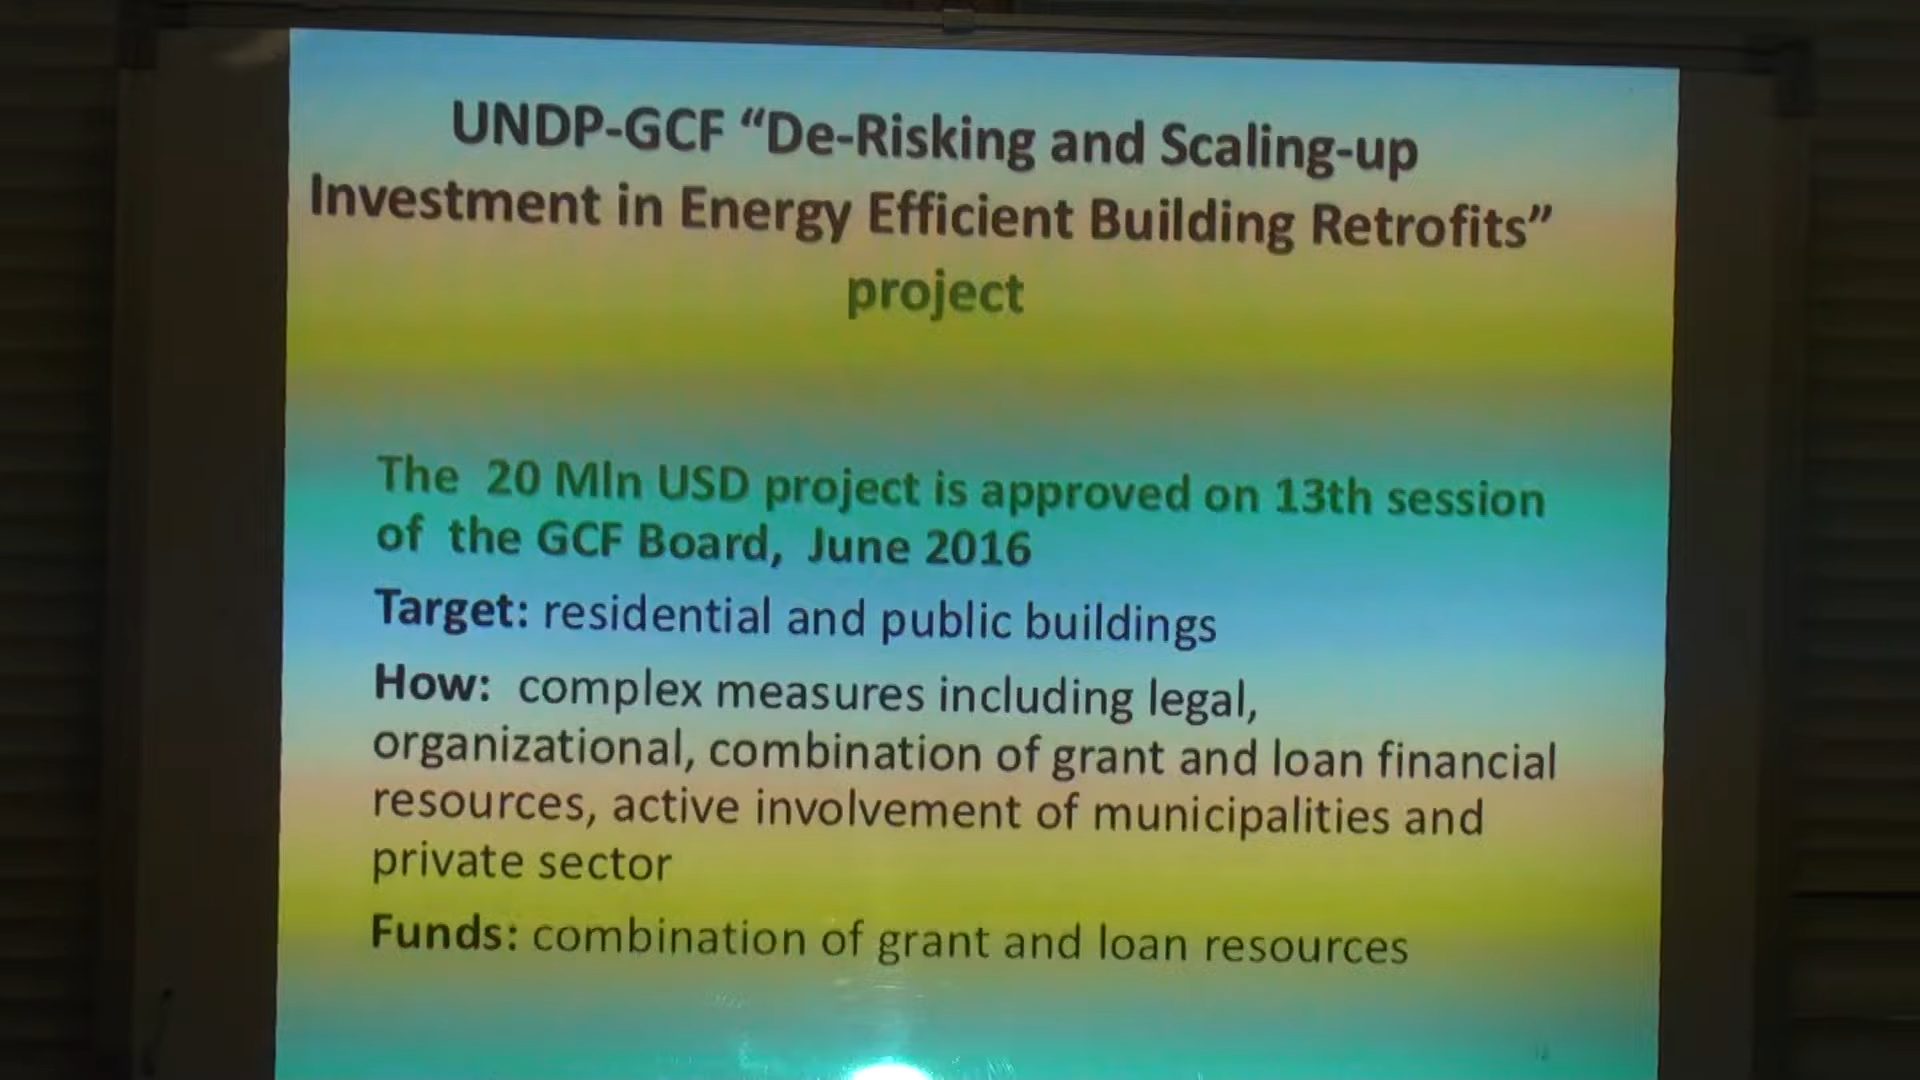 UNDP-GCF “De-Risking and Scaling-up
Investment in Energy Efficient Building Retrofits”
project
The 20 Mln USD project is approved on 13th session
of the GCF Board, June 2016
Target: residential and public buildings
How: complex measures including legal,
organizational, combination of grant and loan financial
resources, active involvement of municipalities and
private sector
Funds: combination of grant and loan resources